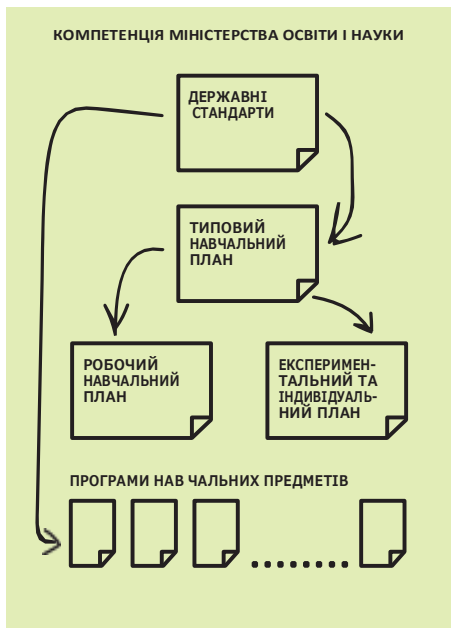 КОМПЕТЕНЦІЯ МІНІСТЕРСТВА ОСВІТИ І НАУКИ
ДЕРЖАВНІ
СТАНДАРТИ
ТИПОВИЙ
НАВЧАЛЬНИЙ
ПЛАН
РОБОЧИЙ
НАВЧАЛЬНИЙ
ПЛАН
ЕКСПЕРИМЕН-
ТАЛЬНИЙ ТА
ІНДИВІДУАЛЬ-
НИЙ ПЛАН
ПРОГРАМИ НАВ ЧАЛЬНИХ ПРЕДМЕТІВ